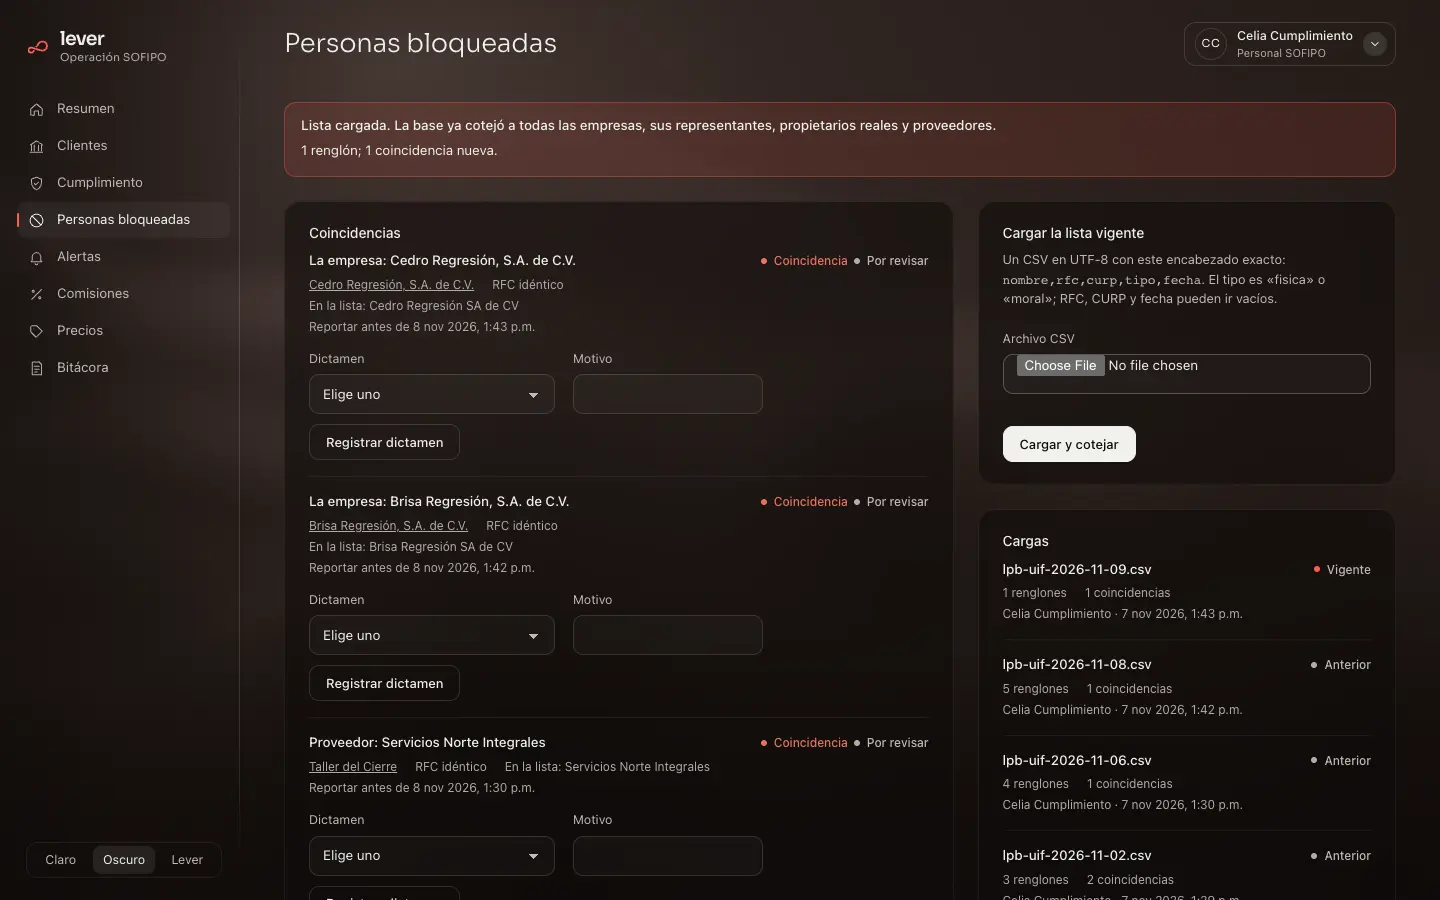 lever
Operación SOFIPO
Resumen
Clientes
Cumplimiento
Personas bloqueadas
Alertas
Comisiones
Precios
Bitácora
Claro Oscuro Lever
Personas bloqueadas
CC
Celia Cumplimiento
Personal SOFIPO
Lista cargada. La base ya cotejó a todas las empresas, sus representantes, propietarios reales y proveedores.
1 renglón; 1 coincidencia nueva.
Coincidencias
La empresa: Cedro Regresión, S.A. de C.V. Coincidencia Por revisar
Cedro Regresión, S.A. de C.V. RFC idéntico
En la lista: Cedro Regresión SA de CV
Reportar antes de 8 nov 2026, 1:43 p.m.
Dictamen Motivo
Elige uno
Registrar dictamen
La empresa: Brisa Regresión, S.A. de C.V. Coincidencia Por revisar
Brisa Regresión, S.A. de C.V. RFC idéntico
En la lista: Brisa Regresión SA de CV
Reportar antes de 8 nov 2026, 1:42 p.m.
Dictamen Motivo
Elige uno
Registrar dictamen
Proveedor: Servicios Norte Integrales Coincidencia Por revisar
Taller del Cierre RFC idéntico En la lista: Servicios Norte Integrales
Reportar antes de 8 nov 2026, 1:30 p.m.
Dictamen Motivo
Elige uno
Cargar la lista vigente
Un CSV en UTF-8 con este encabezado exacto:
nombre,rfc,curp,tipo,fecha. El tipo es «fisica» o
«moral»; RFC, CURP y fecha pueden ir vacíos.
Archivo CSV
Choose File No file chosen
Cargar y cotejar
Cargas
lpb-uif-2026-11-09.csv Vigente
1 renglones 1 coincidencias
Celia Cumplimiento · 7 nov 2026, 1:43 p.m.
lpb-uif-2026-11-08.csv Anterior
5 renglones 1 coincidencias
Celia Cumplimiento · 7 nov 2026, 1:42 p.m.
lpb-uif-2026-11-06.csv Anterior
4 renglones 1 coincidencias
Celia Cumplimiento · 7 nov 2026, 1:30 p.m.
lpb-uif-2026-11-02.csv Anterior
3 renglones 2 coincidencias